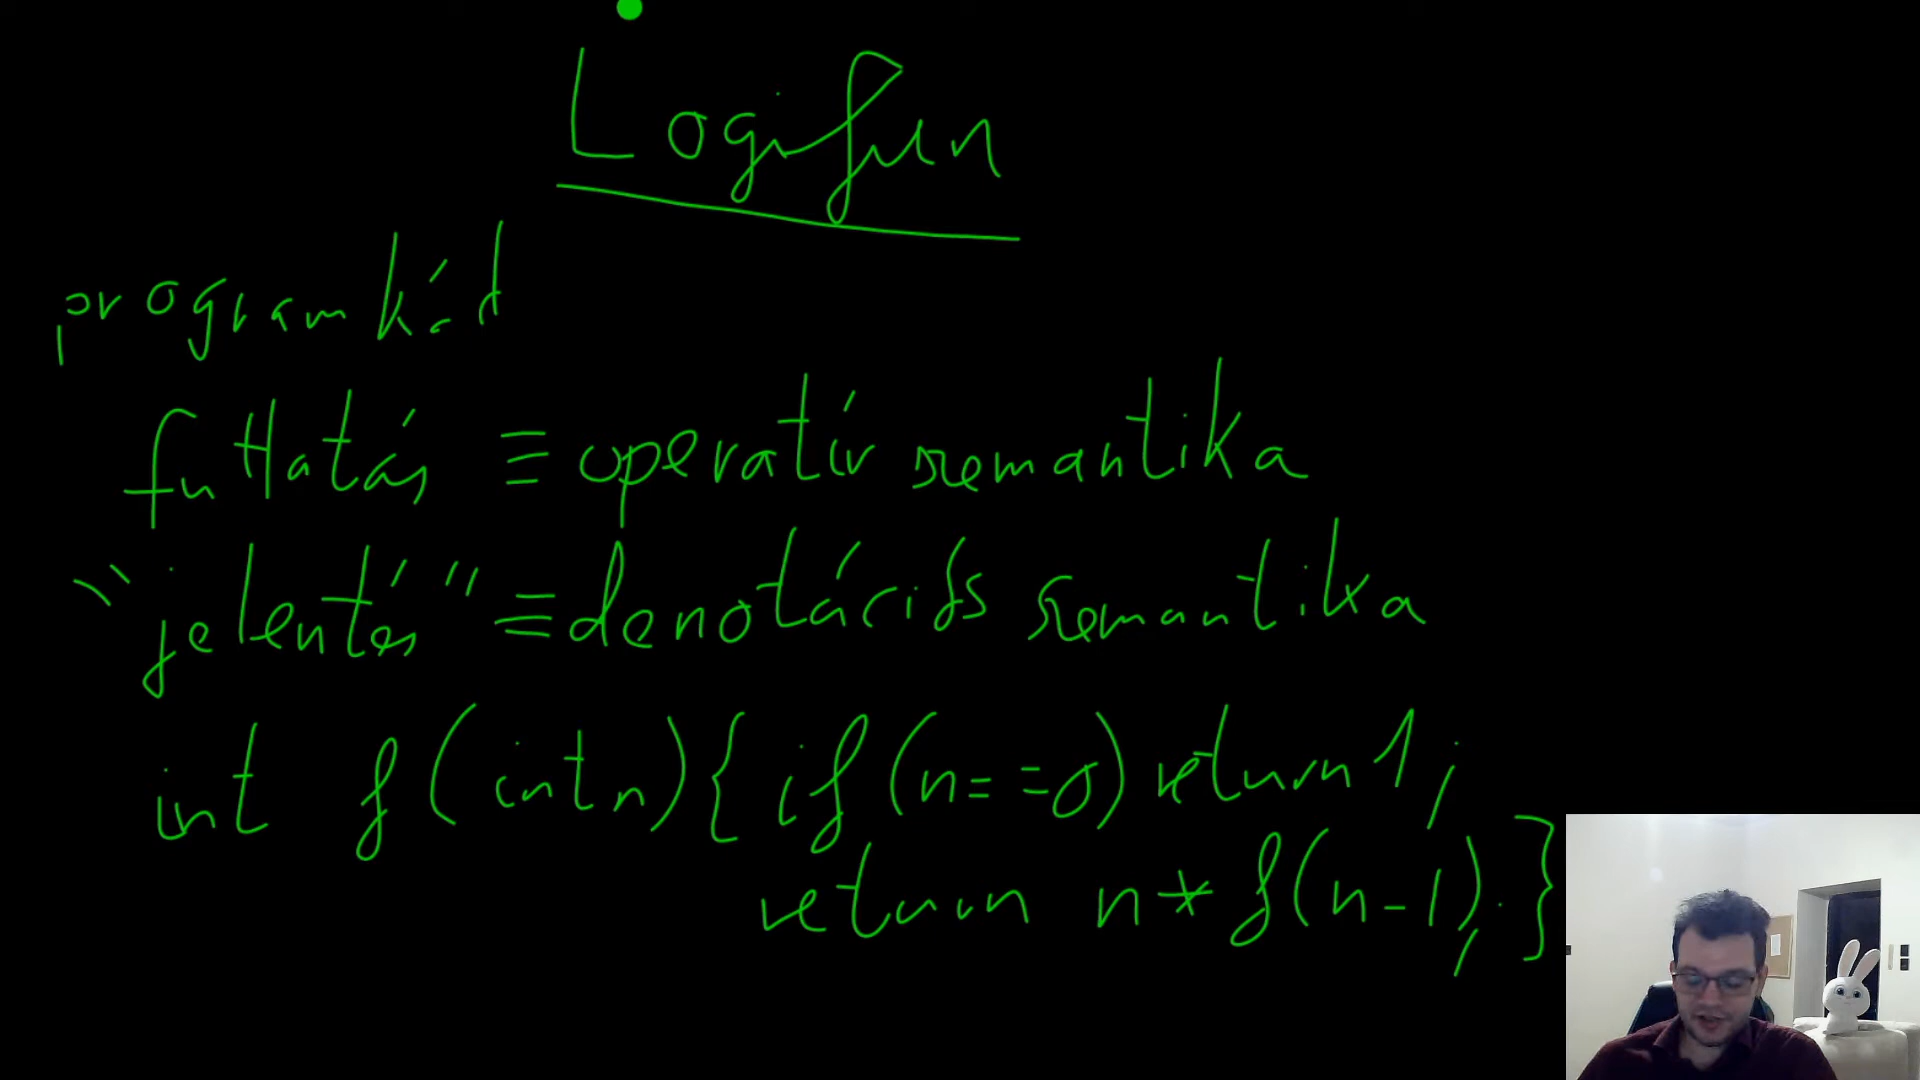 Logifun
programkód
futtatás ≡ operatív szemantika
"jelentés" ≡ denotációs szemantika
int f(int n){ if (n==0) return 1;
return n*f(n-1); }